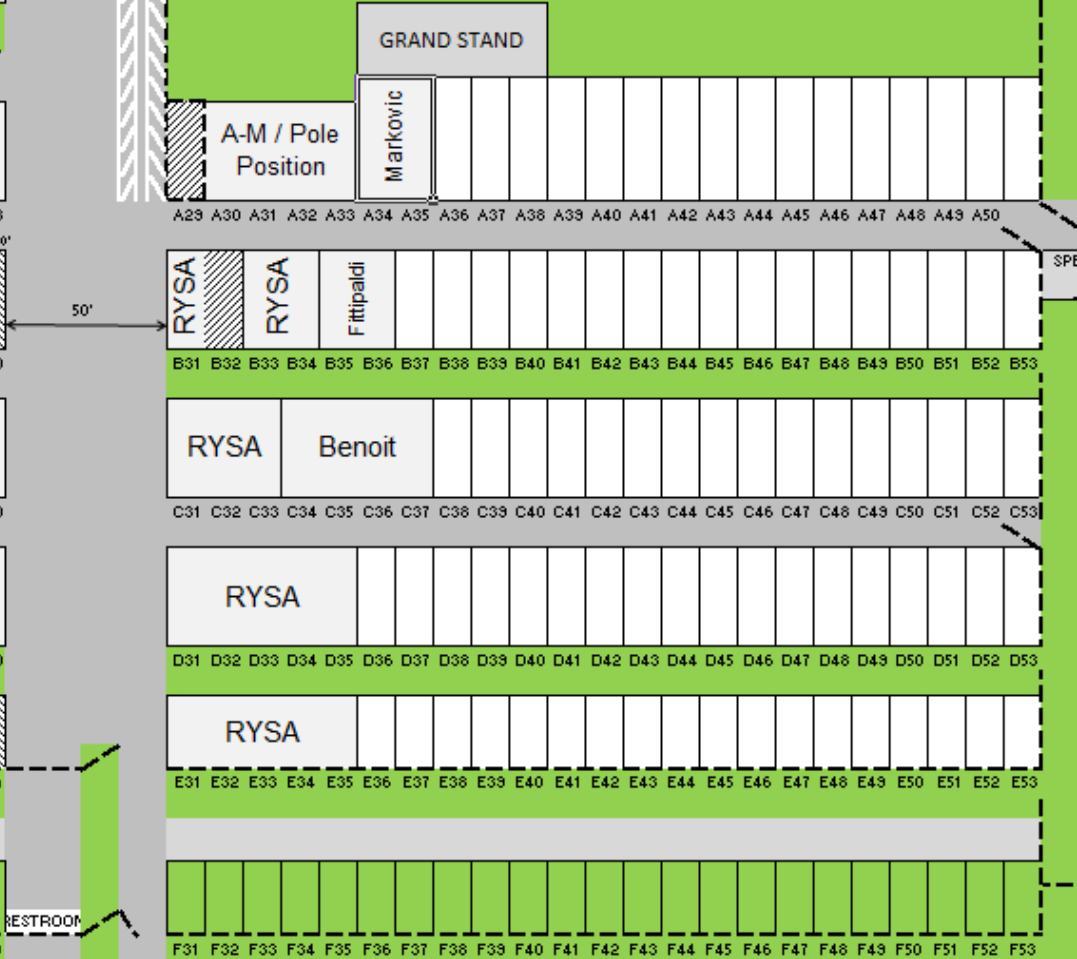 GRAND STAND
A-M / Pole
Position
Markovic
A29 A30 A31 A32 A33 A34 A35 A36 A37 A38 A39 A40 A41 A42 A43 A44 A45 A46 A47 A48 A49 A50
RYSA RYSA Fittipaldi
SPE
50'
B31 B32 B33 B34 B35 B36 B37 B38 B39 B40 B41 B42 B43 B44 B45 B46 B47 B48 B49 B50 B51 B52 B53
RYSA Benoit
C31 C32 C33 C34 C35 C36 C37 C38 C39 C40 C41 C42 C43 C44 C45 C46 C47 C48 C49 C50 C51 C52 C53
RYSA
D31 D32 D33 D34 D35 D36 D37 D38 D39 D40 D41 D42 D43 D44 D45 D46 D47 D48 D49 D50 D51 D52 D53
RYSA
E31 E32 E33 E34 E35 E36 E37 E38 E39 E40 E41 E42 E43 E44 E45 E46 E47 E48 E49 E50 E51 E52 E53
RESTROOM
F31 F32 F33 F34 F35 F36 F37 F38 F39 F40 F41 F42 F43 F44 F45 F46 F47 F48 F49 F50 F51 F52 F53